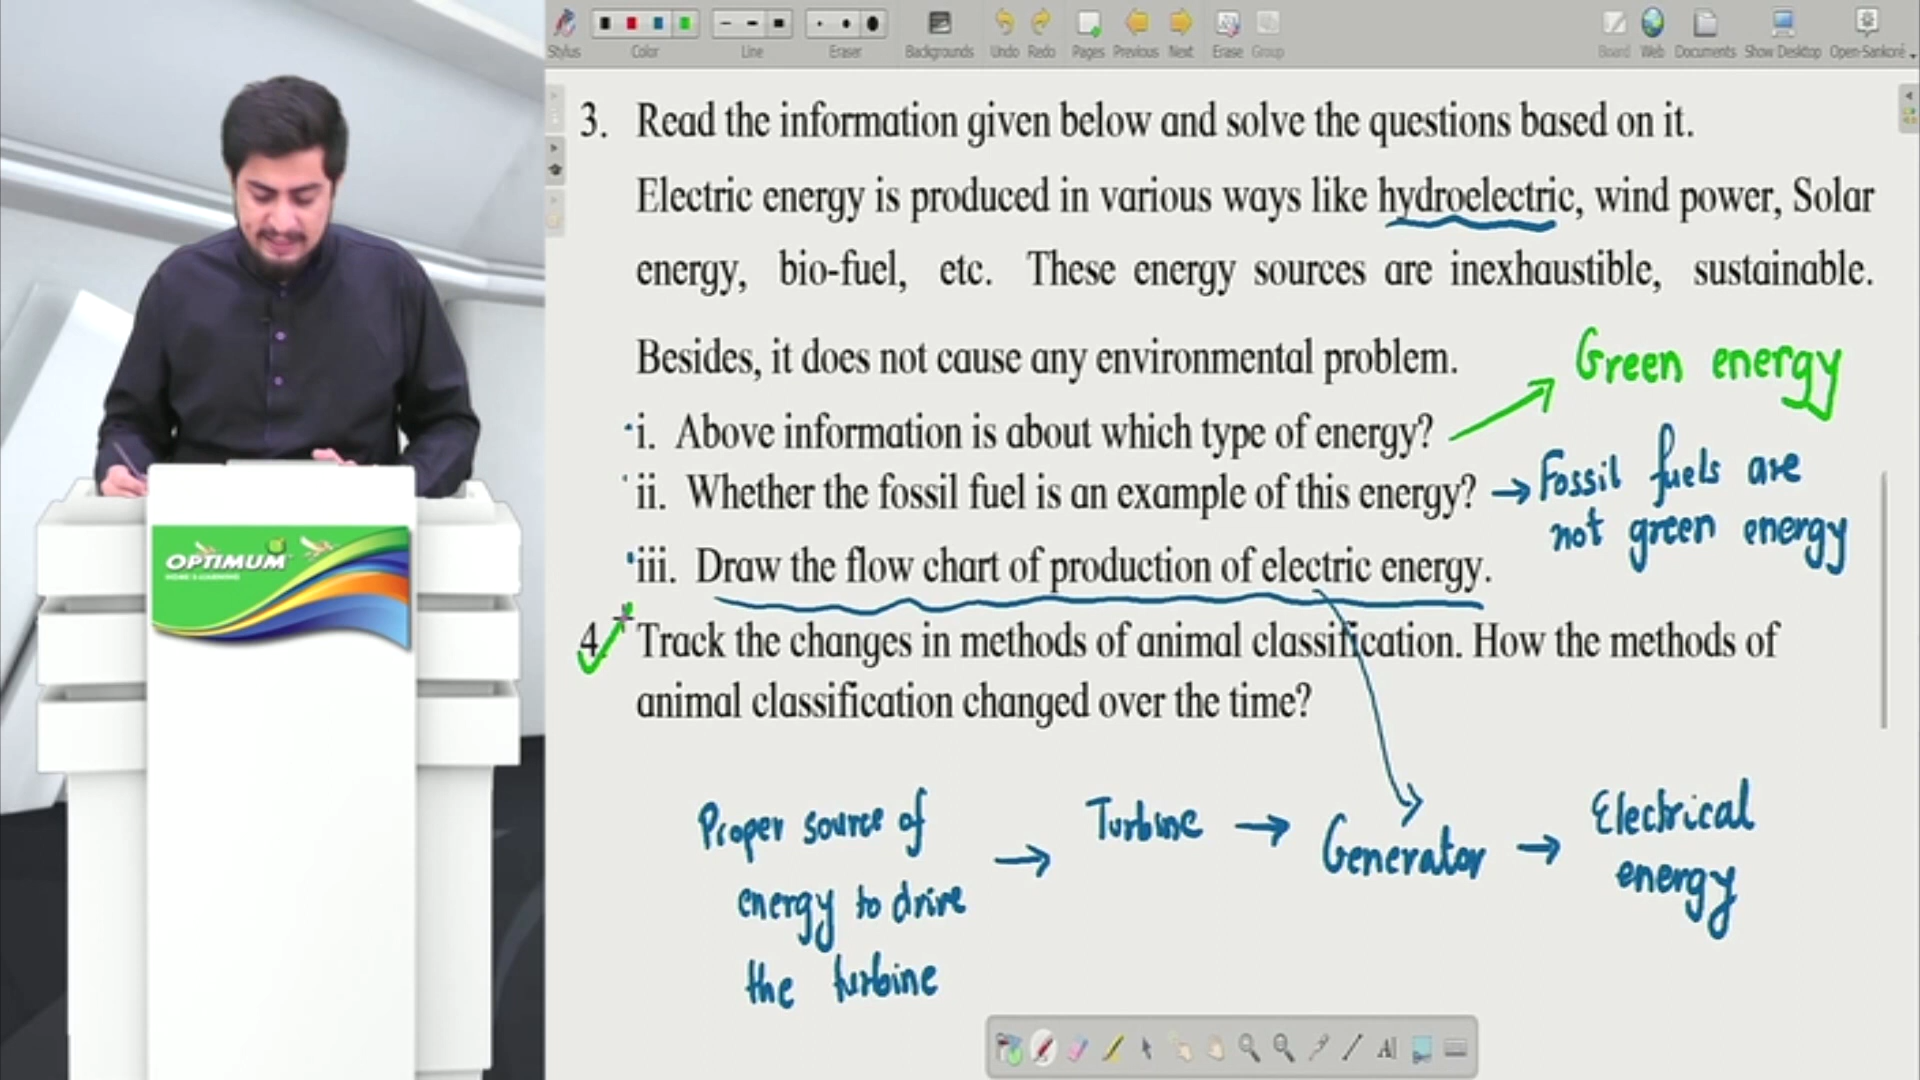 Stylus
Color
Line
Eraser
Backgrounds
Undo
Redo
Pages
Previous
Next
Erase
Group
Board
Web
Documents
Show Desktop
Open-Sankoré
3. Read the information given below and solve the questions based on it.
Electric energy is produced in various ways like hydroelectric, wind power, Solar
energy, bio-fuel, etc. These energy sources are inexhaustible, sustainable.
Besides, it does not cause any environmental problem.
Green energy
i. Above information is about which type of energy?
ii. Whether the fossil fuel is an example of this energy?
→ Fossil fuels are
not green energy
iii. Draw the flow chart of production of electric energy.
4. Track the changes in methods of animal classification. How the methods of
animal classification changed over the time?
Proper source of
energy to drive
the turbine
→ Turbine → Generator → Electrical
energy
OPTIMUM
HOME E-LEARNING